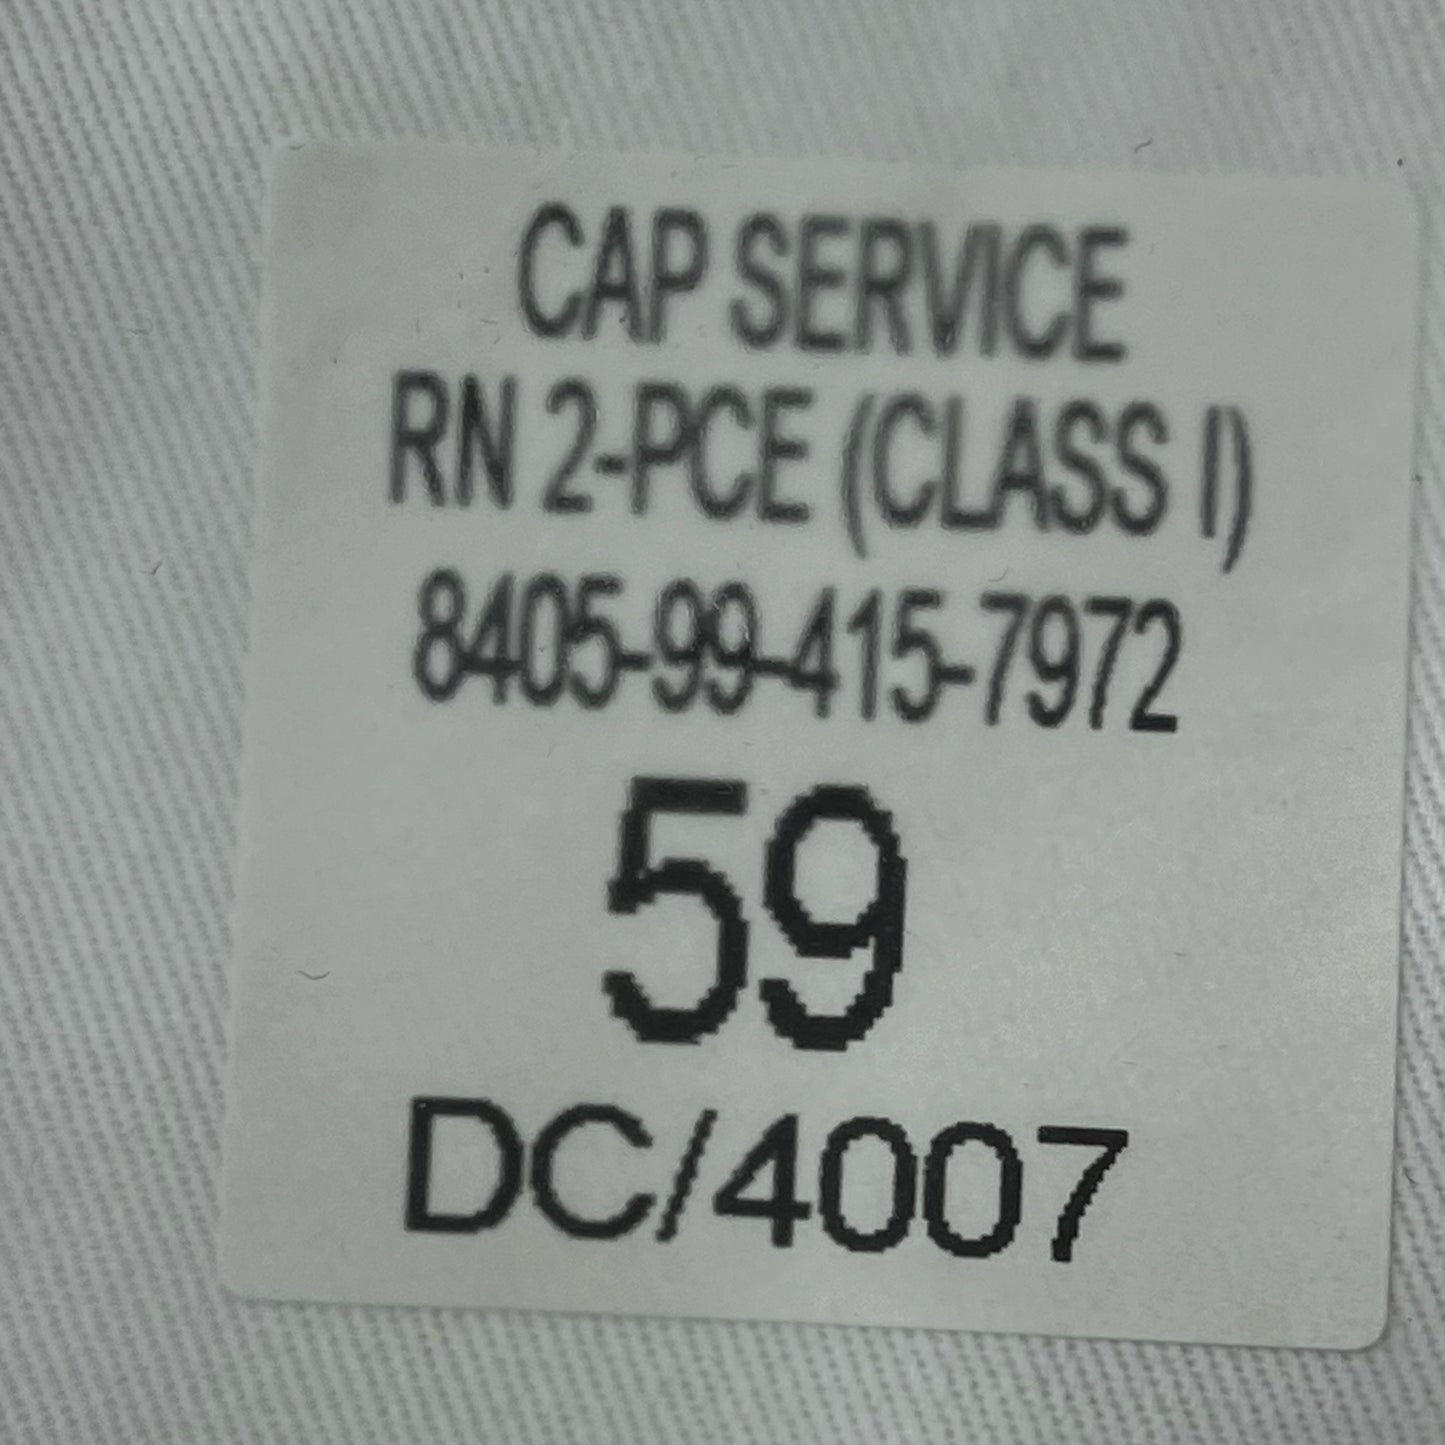 CAP SERVICE
RN 2-PCE (CLASS I)
8405-99-415-7972
59
DC/4007